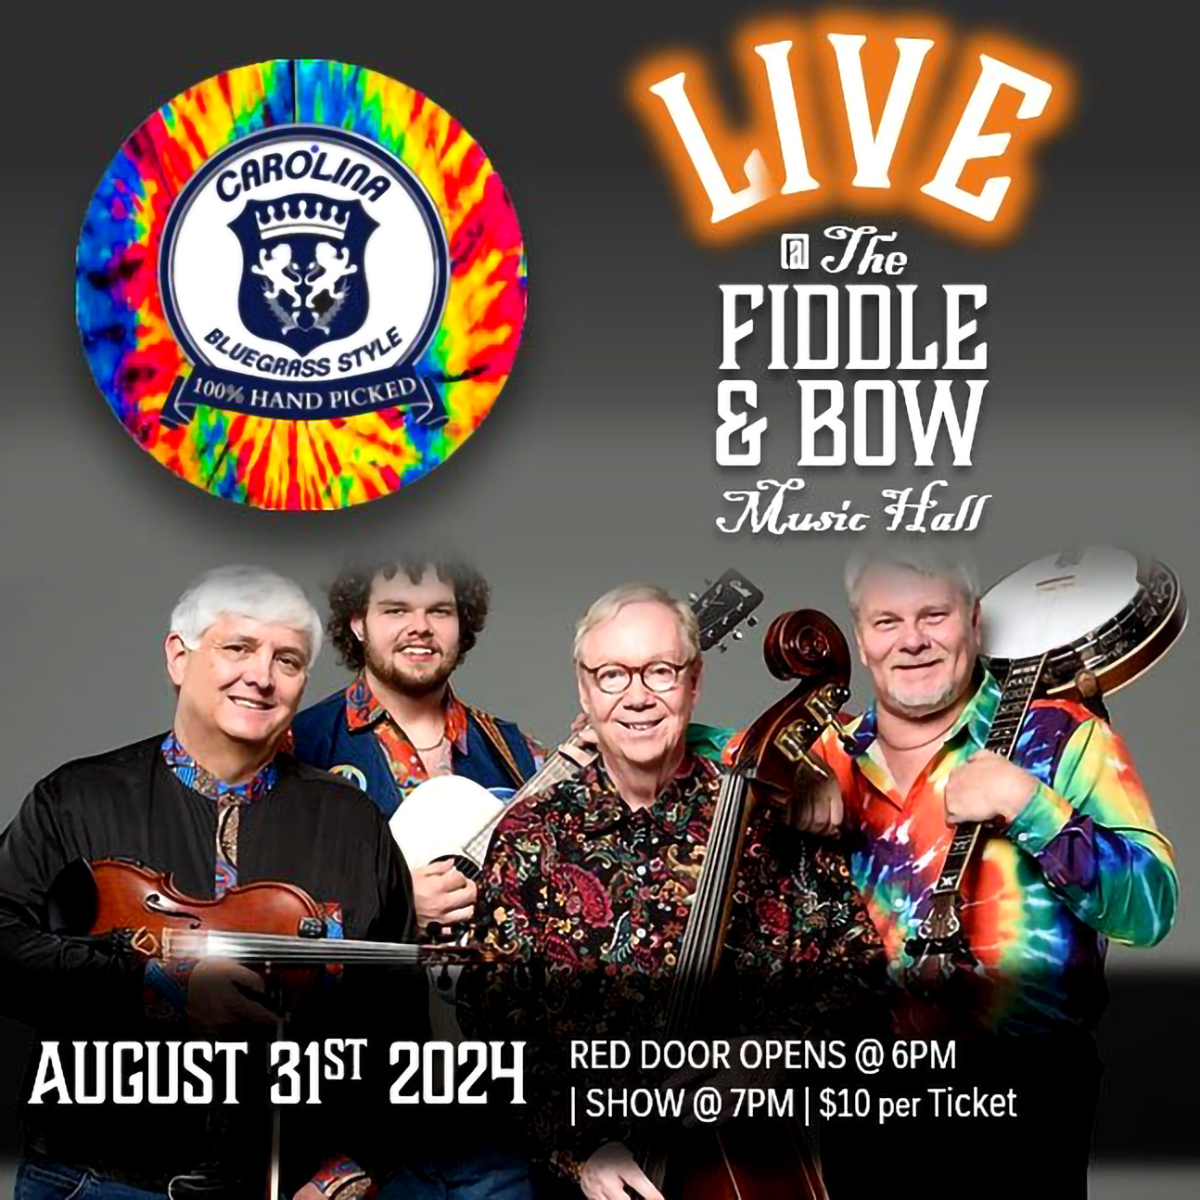 CAROLINA
BLUEGRASS STYLE
100% HAND PICKED
LIVE
@ The
FIDDLE
& BOW
Music Hall
AUGUST 31ST 2024
RED DOOR OPENS @ 6PM
| SHOW @ 7PM | $10 per Ticket